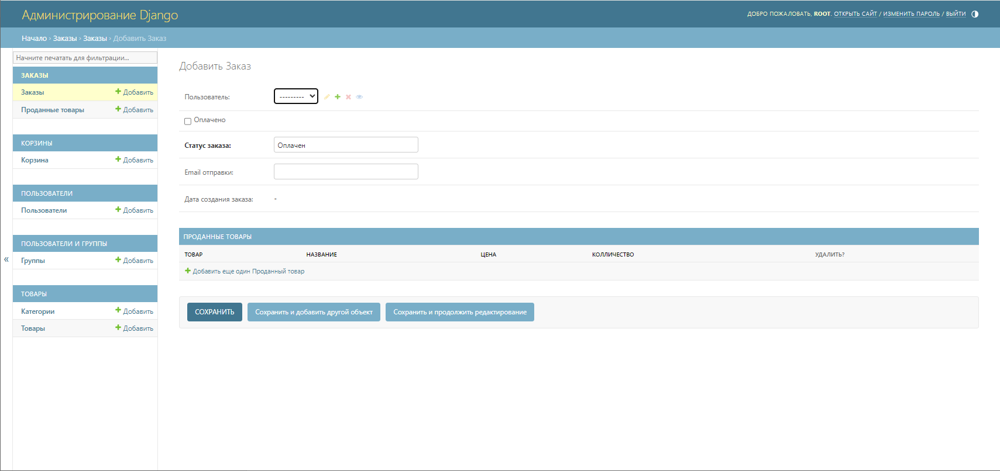 Администрирование Django
ДОБРО ПОЖАЛОВАТЬ, ROOT. ОТКРЫТЬ САЙТ / ИЗМЕНИТЬ ПАРОЛЬ / ВЫЙТИ
Начало › Заказы › Заказы › Добавить Заказ
Начните печатать для фильтрации...
ЗАКАЗЫ
Заказы Добавить
Проданные товары Добавить
КОРЗИНЫ
Корзина Добавить
ПОЛЬЗОВАТЕЛИ
Пользователи Добавить
ПОЛЬЗОВАТЕЛИ И ГРУППЫ
Группы Добавить
ТОВАРЫ
Категории Добавить
Товары Добавить
«
Добавить Заказ
Пользователь: ---------
Оплачено
Статус заказа: Оплачен
Email отправки:
Дата создания заказа: -
ПРОДАННЫЕ ТОВАРЫ
ТОВАР НАЗВАНИЕ ЦЕНА КОЛЛИЧЕСТВО УДАЛИТЬ?
Добавить еще один Проданный товар
СОХРАНИТЬ Сохранить и добавить другой объект Сохранить и продолжить редактирование